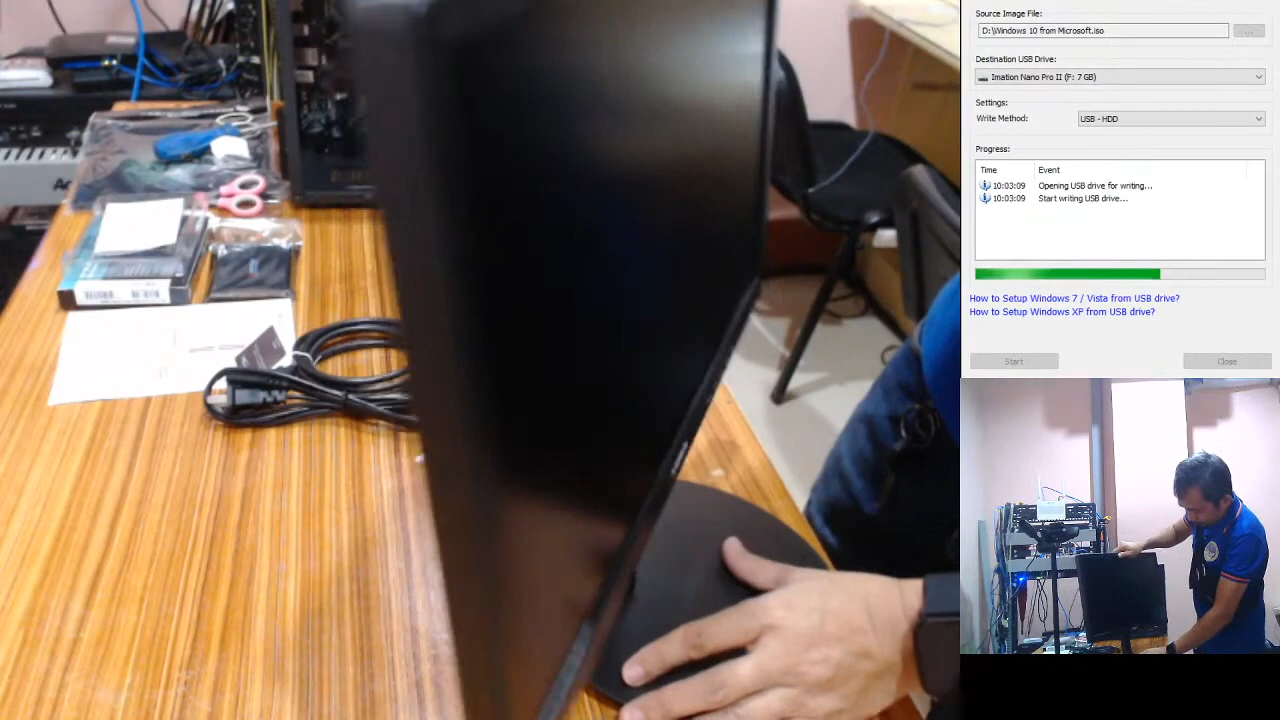 Source Image File:
D:\Windows 10 from Microsoft.iso
...
Destination USB Drive:
Imation Nano Pro II (F: 7 GB)
Settings:
Write Method:
USB - HDD
Progress:
Time Event
10:03:09 Opening USB drive for writing...
10:03:09 Start writing USB drive...
How to Setup Windows 7 / Vista from USB drive?
How to Setup Windows XP from USB drive?
Start Close